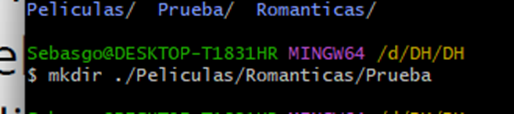 Peliculas/  Prueba/  Romanticas/
Sebasgo@DESKTOP-T1831HR MINGW64 /d/DH/DH
$ mkdir ./Peliculas/Romanticas/Prueba